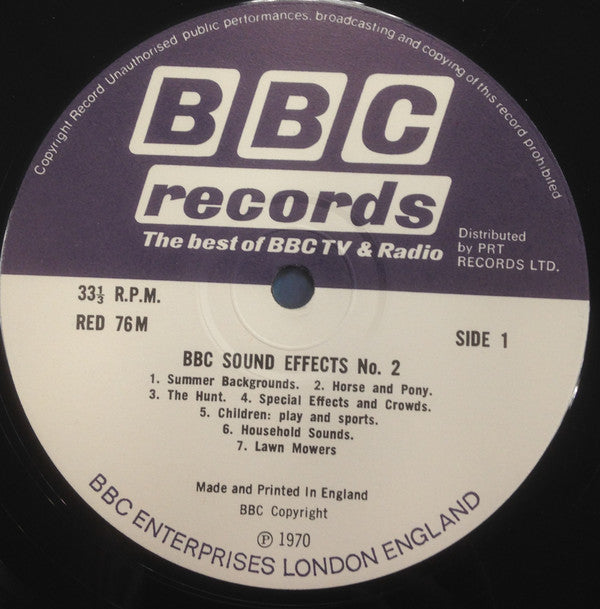 Copyright Record Unauthorised public performances, broadcasting and copying of this record prohibited
BBC
records
The best of BBC TV & Radio
Distributed
by PRT
RECORDS LTD.
33⅓ R.P.M.
RED 76M
SIDE 1
BBC SOUND EFFECTS No. 2
1. Summer Backgrounds. 2. Horse and Pony.
3. The Hunt. 4. Special Effects and Crowds.
5. Children: play and sports.
6. Household Sounds.
7. Lawn Mowers
Made and Printed In England
BBC Copyright
℗ 1970
BBC ENTERPRISES LONDON ENGLAND